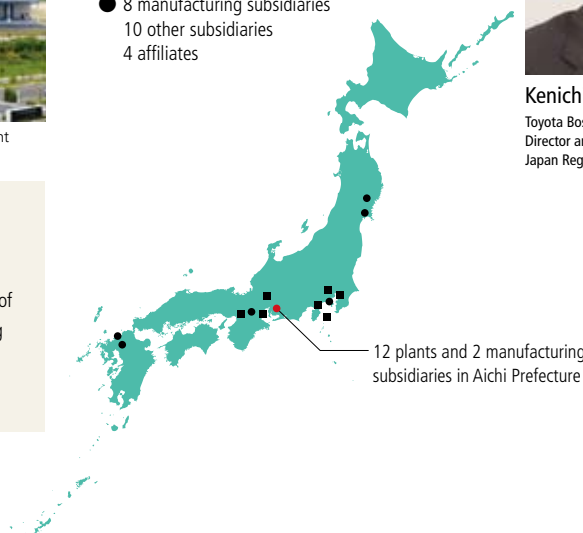 8 manufacturing subsidiaries
10 other subsidiaries
4 affiliates
Kenich
Toyota Bos
Director a
Japan Reg
nt
of
12 plants and 2 manufacturing
subsidiaries in Aichi Prefecture